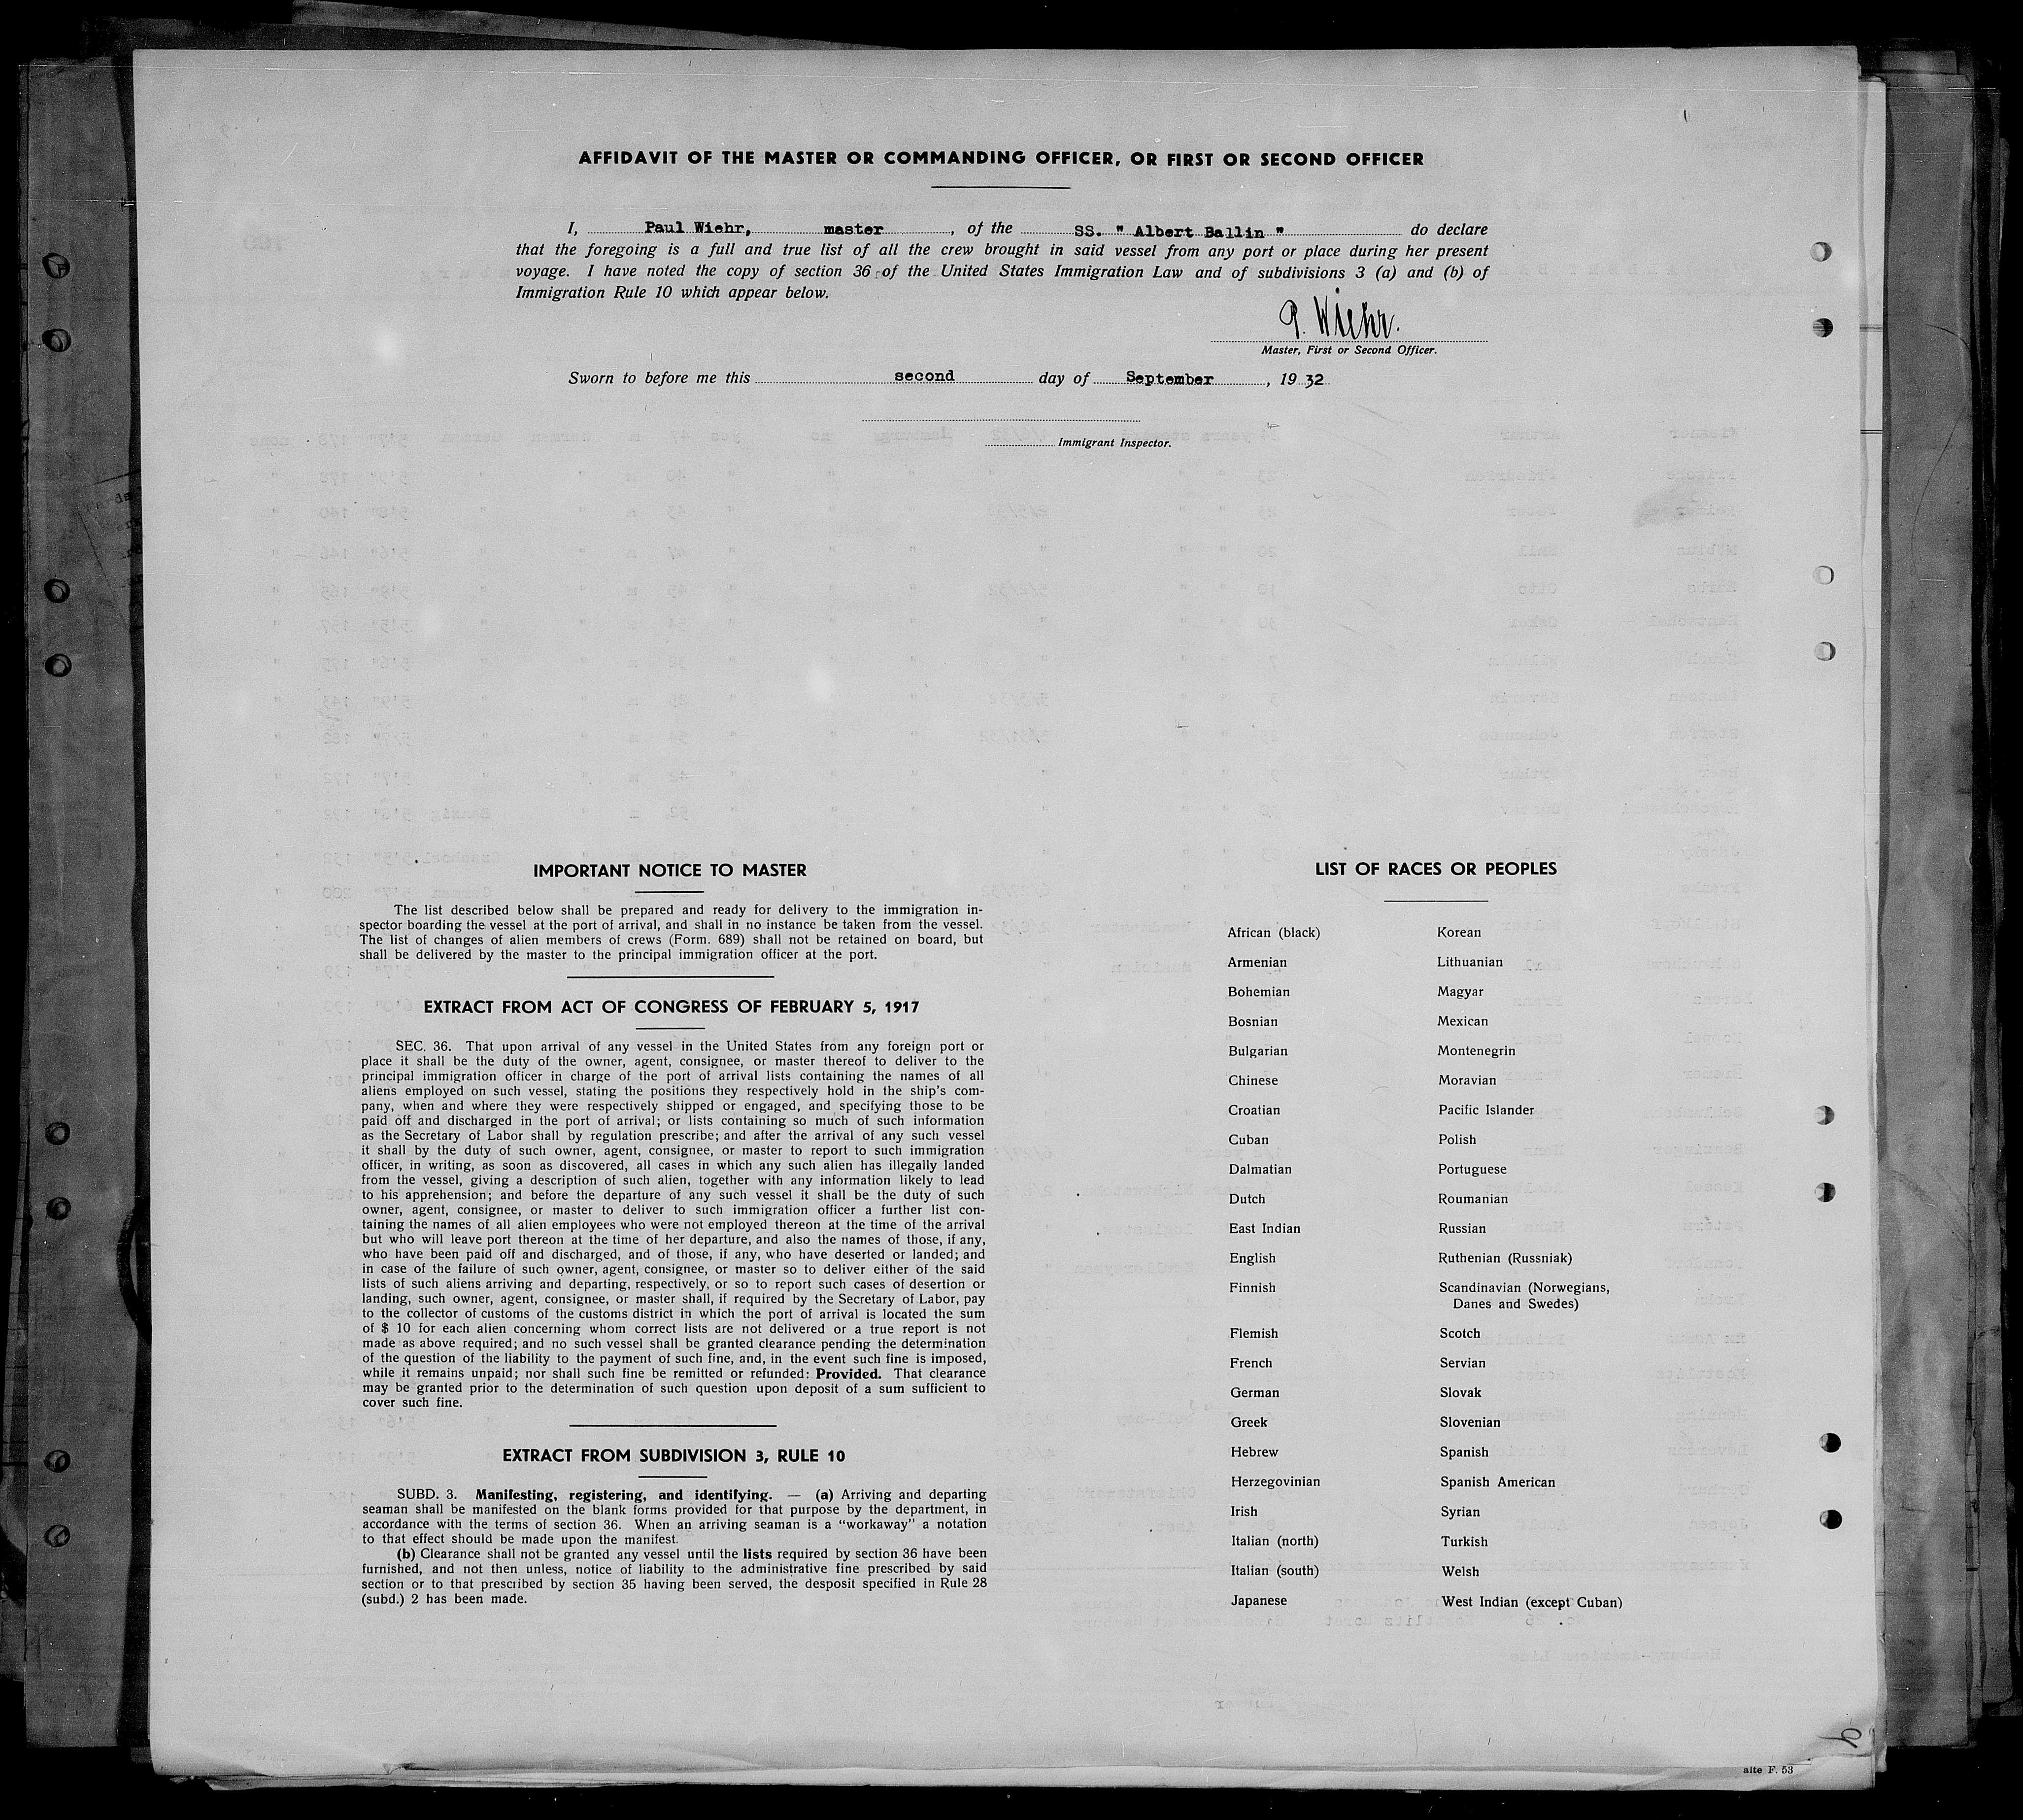 AFFIDAVIT OF THE MASTER OR COMMANDING OFFICER, OR FIRST OR SECOND OFFICER
I, Paul Wiehr, master, of the SS. " Albert Ballin " do declare
that the foregoing is a full and true list of all the crew brought in said vessel from any port or place during her present
voyage. I have noted the copy of section 36 of the United States Immigration Law and of subdivisions 3 (a) and (b) of
Immigration Rule 10 which appear below.
P. Wiehr.
Master, First or Second Officer.
Sworn to before me this second day of September, 19 32
Immigrant Inspector.
IMPORTANT NOTICE TO MASTER
The list described below shall be prepared and ready for delivery to the immigration in-
spector boarding the vessel at the port of arrival, and shall in no instance be taken from the vessel.
The list of changes of alien members of crews (Form. 689) shall not be retained on board, but
shall be delivered by the master to the principal immigration officer at the port.
EXTRACT FROM ACT OF CONGRESS OF FEBRUARY 5, 1917
SEC. 36. That upon arrival of any vessel in the United States from any foreign port or
place it shall be the duty of the owner, agent, consignee, or master thereof to deliver to the
principal immigration officer in charge of the port of arrival lists containing the names of all
aliens employed on such vessel, stating the positions they respectively hold in the ship's com-
pany, when and where they were respectively shipped or engaged, and specifying those to be
paid off and discharged in the port of arrival; or lists containing so much of such information
as the Secretary of Labor shall by regulation prescribe; and after the arrival of any such vessel
it shall by the duty of such owner, agent, consignee, or master to report to such immigration
officer, in writing, as soon as discovered, all cases in which any such alien has illegally landed
from the vessel, giving a description of such alien, together with any information likely to lead
to his apprehension; and before the departure of any such vessel it shall be the duty of such
owner, agent, consignee, or master to deliver to such immigration officer a further list con-
taining the names of all alien employees who were not employed thereon at the time of the arrival
but who will leave port thereon at the time of her departure, and also the names of those, if any,
who have been paid off and discharged, and of those, if any, who have deserted or landed; and
in case of the failure of such owner, agent, consignee, or master so to deliver either of the said
lists of such aliens arriving and departing, respectively, or so to report such cases of desertion or
landing, such owner, agent, consignee, or master shall, if required by the Secretary of Labor, pay
to the collector of customs of the customs district in which the port of arrival is located the sum
of $ 10 for each alien concerning whom correct lists are not delivered or a true report is not
made as above required; and no such vessel shall be granted clearance pending the determination
of the question of the liability to the payment of such fine, and, in the event such fine is imposed,
while it remains unpaid; nor shall such fine be remitted or refunded: Provided. That clearance
may be granted prior to the determination of such question upon deposit of a sum sufficient to
cover such fine.
EXTRACT FROM SUBDIVISION 3, RULE 10
SUBD. 3. Manifesting, registering, and identifying. — (a) Arriving and departing
seaman shall be manifested on the blank forms provided for that purpose by the department, in
accordance with the terms of section 36. When an arriving seaman is a "workaway" a notation
to that effect should be made upon the manifest.
(b) Clearance shall not be granted any vessel until the lists required by section 36 have been
furnished, and not then unless, notice of liability to the administrative fine prescribed by said
section or to that prescribed by section 35 having been served, the desposit specified in Rule 28
(subd.) 2 has been made.
LIST OF RACES OR PEOPLES
African (black)
Armenian
Bohemian
Bosnian
Bulgarian
Chinese
Croatian
Cuban
Dalmatian
Dutch
East Indian
English
Finnish
Flemish
French
German
Greek
Hebrew
Herzegovinian
Irish
Italian (north)
Italian (south)
Japanese
Korean
Lithuanian
Magyar
Mexican
Montenegrin
Moravian
Pacific Islander
Polish
Portuguese
Roumanian
Russian
Ruthenian (Russniak)
Scandinavian (Norwegians,
Danes and Swedes)
Scotch
Servian
Slovak
Slovenian
Spanish
Spanish American
Syrian
Turkish
Welsh
West Indian (except Cuban)
alte F. 53